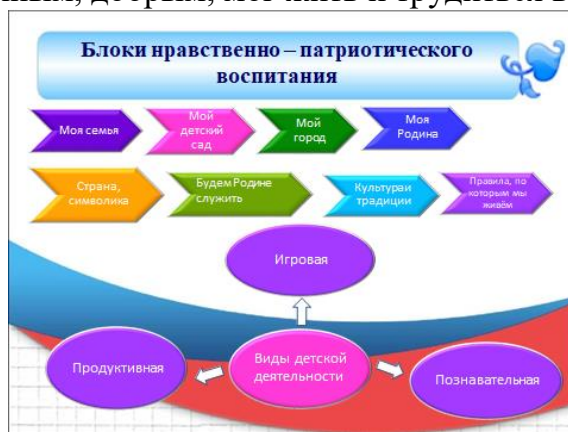 Блоки нравственно – патриотического
воспитания
Моя семья
Мой
детский
сад
Мой
город
Моя
Родина
Страна,
символика
Будем Родине
служить
Культураи
традиции
Правила, по
которым мы
живём
Игровая
Виды детской
деятельности
Продуктивная
Познавательная